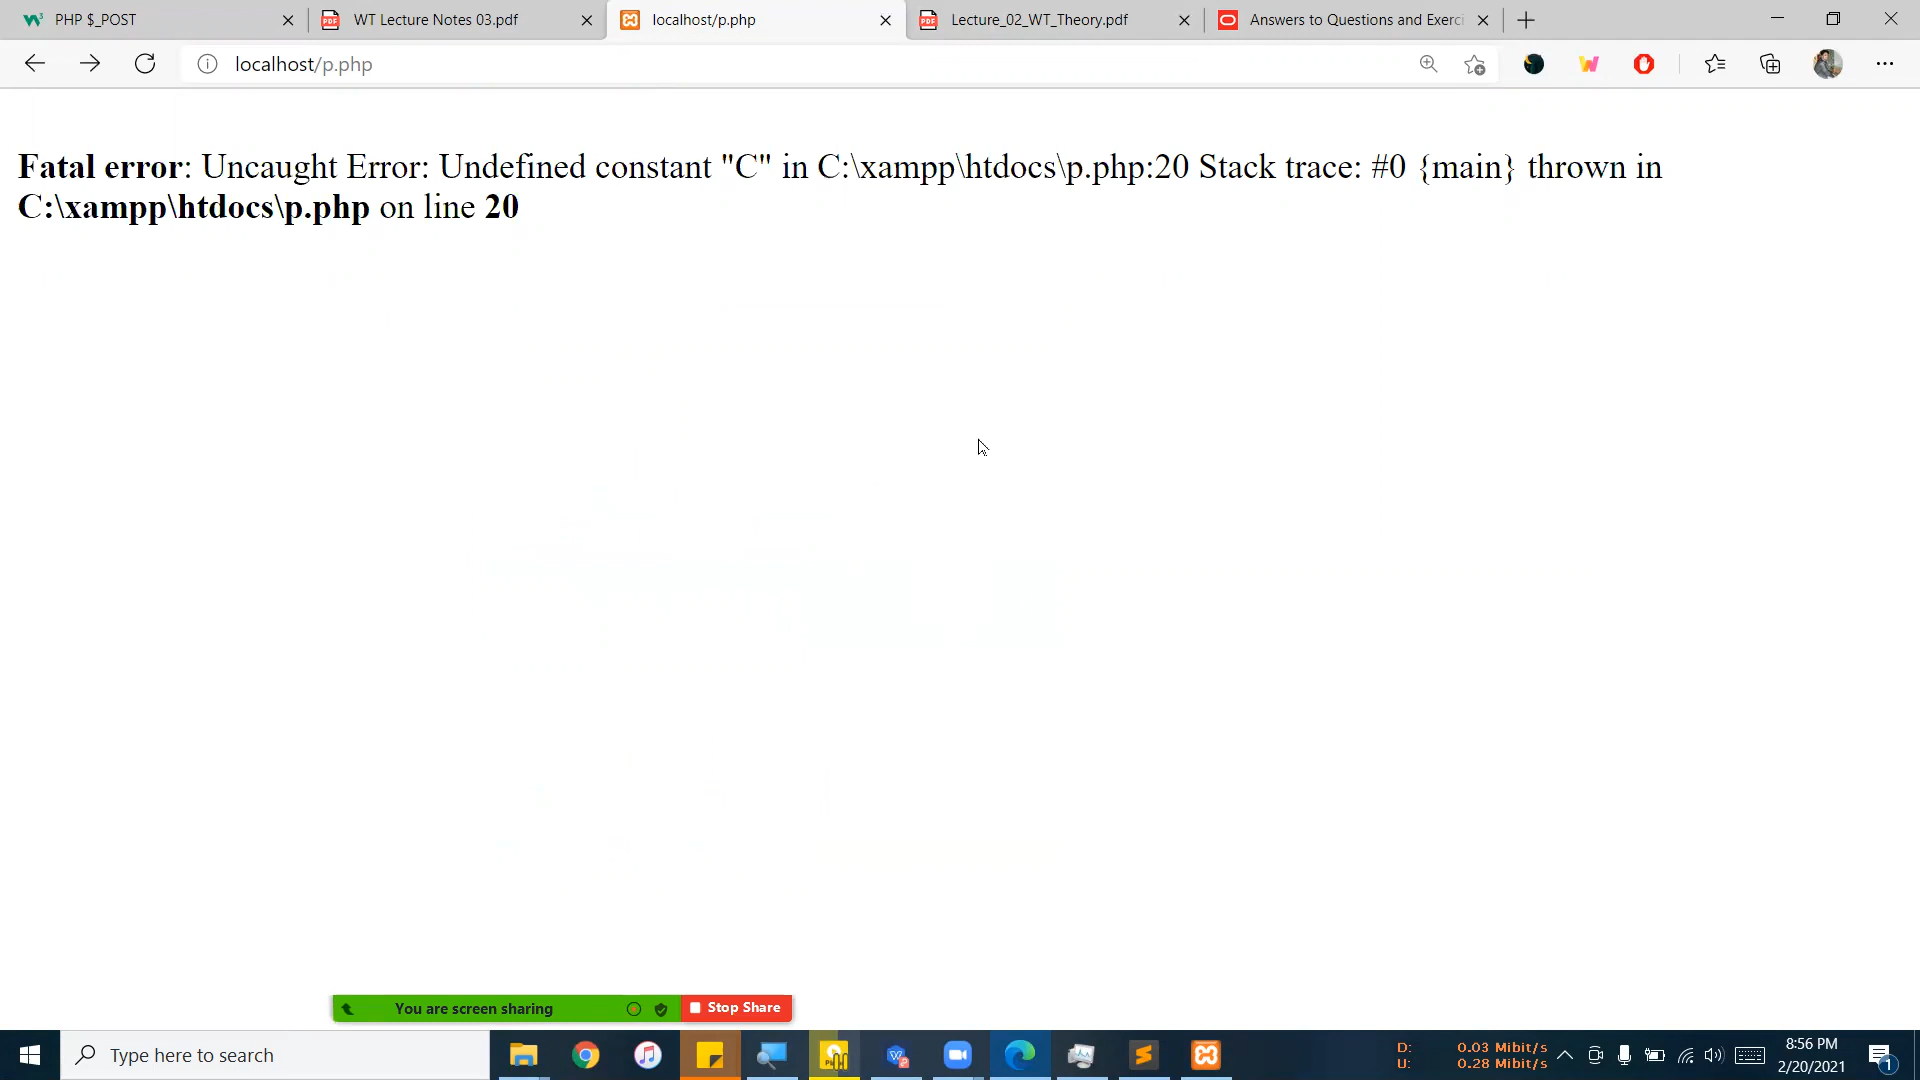 PHP $_POST
WT Lecture Notes 03.pdf
localhost/p.php
Lecture_02_WT_Theory.pdf
Answers to Questions and Exerci
localhost/p.php
Fatal error: Uncaught Error: Undefined constant "C" in C:\xampp\htdocs\p.php:20 Stack trace: #0 {main} thrown in
C:\xampp\htdocs\p.php on line 20
You are screen sharing
Stop Share
Type here to search
D: 0.03 Mibit/s
U: 0.28 Mibit/s
8:56 PM
2/20/2021
1